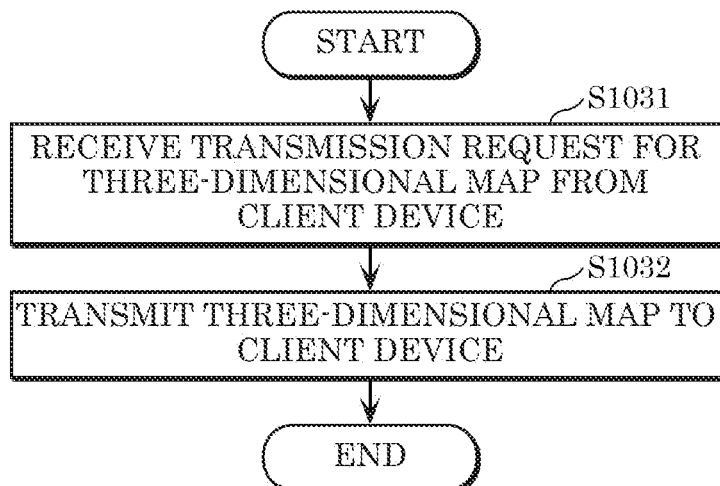 START
S1031
RECEIVE TRANSMISSION REQUEST FOR
THREE-DIMENSIONAL MAP FROM
CLIENT DEVICE
S1032
TRANSMIT THREE-DIMENSIONAL MAP TO
CLIENT DEVICE
END